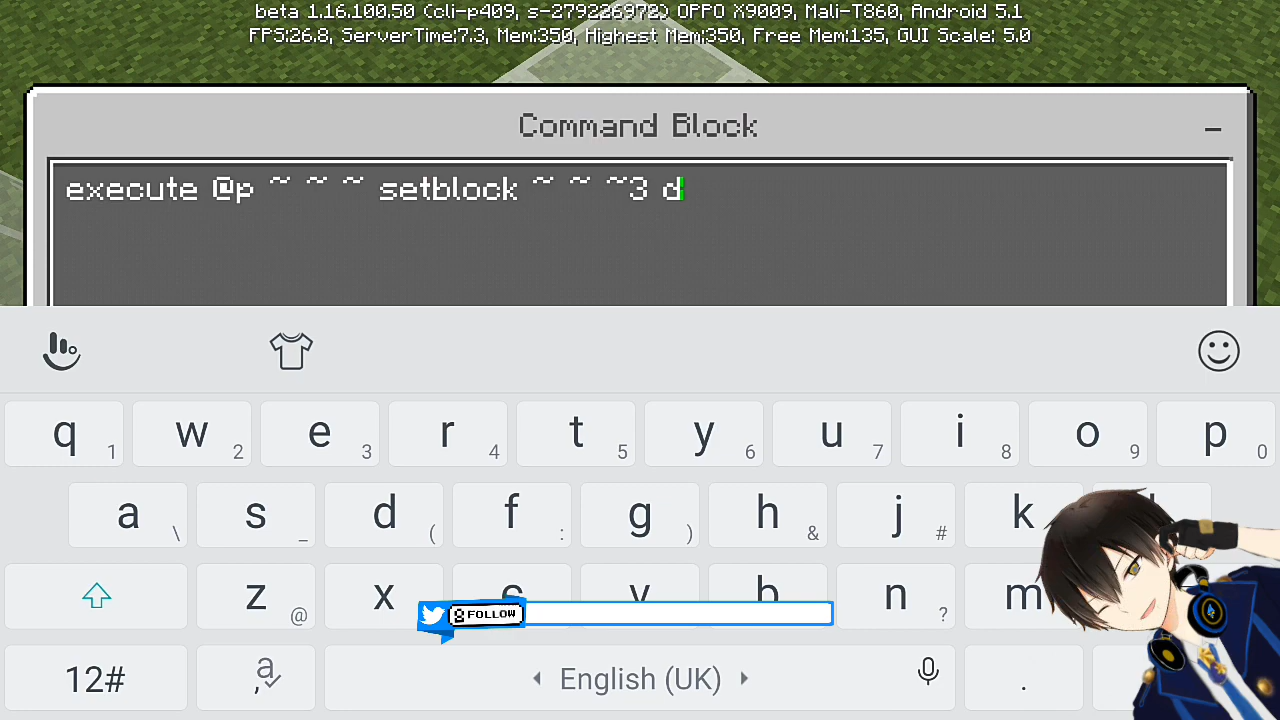 beta 1.16.100.50 (cli-p409, s-279226972) OPPO X9009, Mali-T860, Android 5.1
FPS:26.8, ServerTime:7.3, Mem:350, Highest Mem:350, Free Mem:135, GUI Scale: 5.0
Command Block
execute @p ~ ~ ~ setblock ~ ~ ~3 d
q 1 w 2 e 3 r 4 t 5 y 6 u 7 i 8 o 9 p 0
a \ s _ d ( f : g ) h & j # k
z @ x c v b n ? m
FOLLOW
12# a , English (UK) .